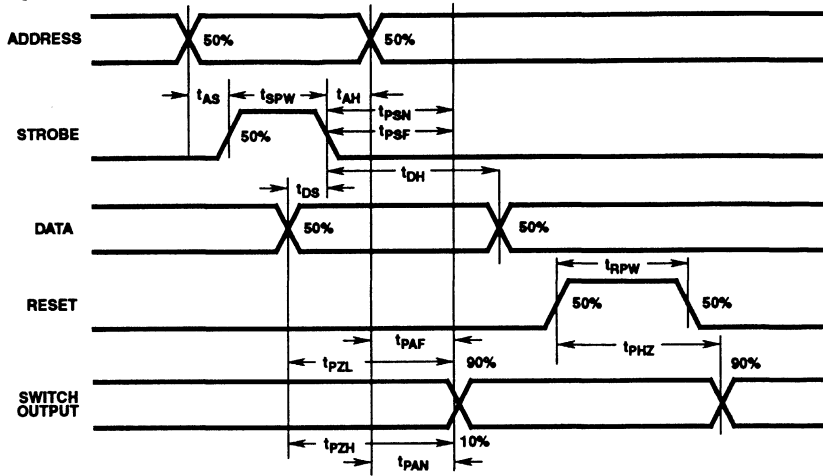 ADDRESS 50% 50%
tAS tSPW tAH
tPSN
STROBE 50% tPSF
tDH
tDS
DATA 50% 50%
tRPW
RESET 50% 50%
tPAF tPHZ
tPZL 90% 90%
SWITCH
OUTPUT
tPZH 10%
tPAN